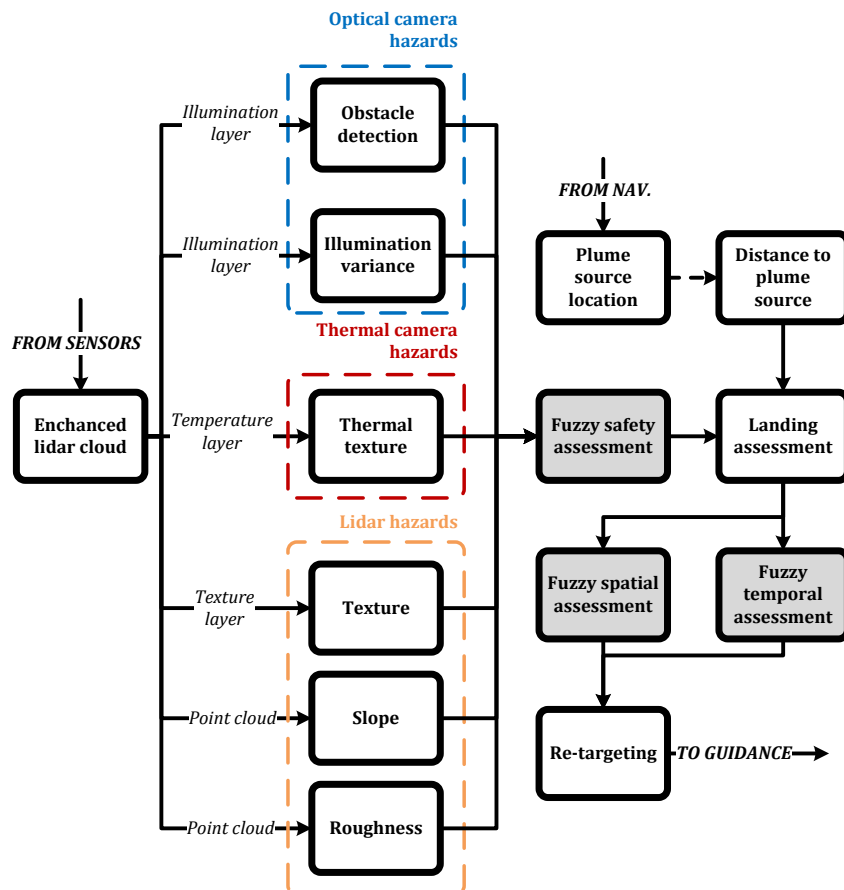 Optical camera
hazards
Illumination
layer
Obstacle
detection
Illumination
layer
Illumination
variance
FROM NAV.
Plume
source
location
Distance to
plume
source
FROM SENSORS
Enchanced
lidar cloud
Thermal camera
hazards
Temperature
layer
Thermal
texture
Fuzzy safety
assessment
Landing
assessment
Lidar hazards
Texture
layer
Texture
Fuzzy spatial
assessment
Fuzzy
temporal
assessment
Point cloud
Slope
Re-targeting
TO GUIDANCE
Point cloud
Roughness